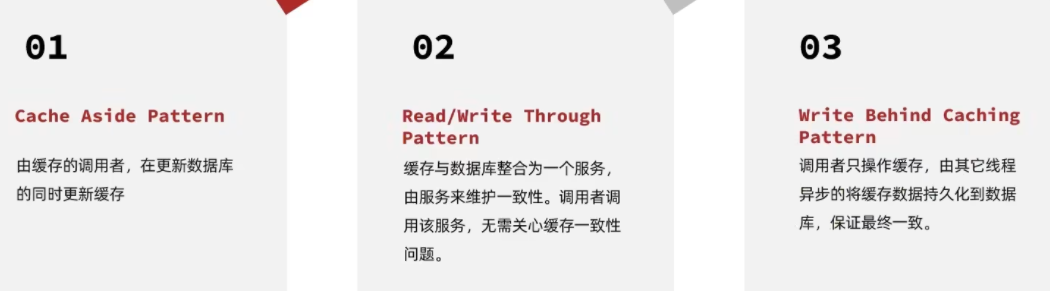 01
Cache Aside Pattern
由缓存的调用者，在更新数据库
的同时更新缓存
02
Read/Write Through
Pattern
缓存与数据库整合为一个服务，
由服务来维护一致性。调用者调
用该服务，无需关心缓存一致性
问题。
03
Write Behind Caching
Pattern
调用者只操作缓存，由其它线程
异步的将缓存数据持久化到数据
库，保证最终一致。